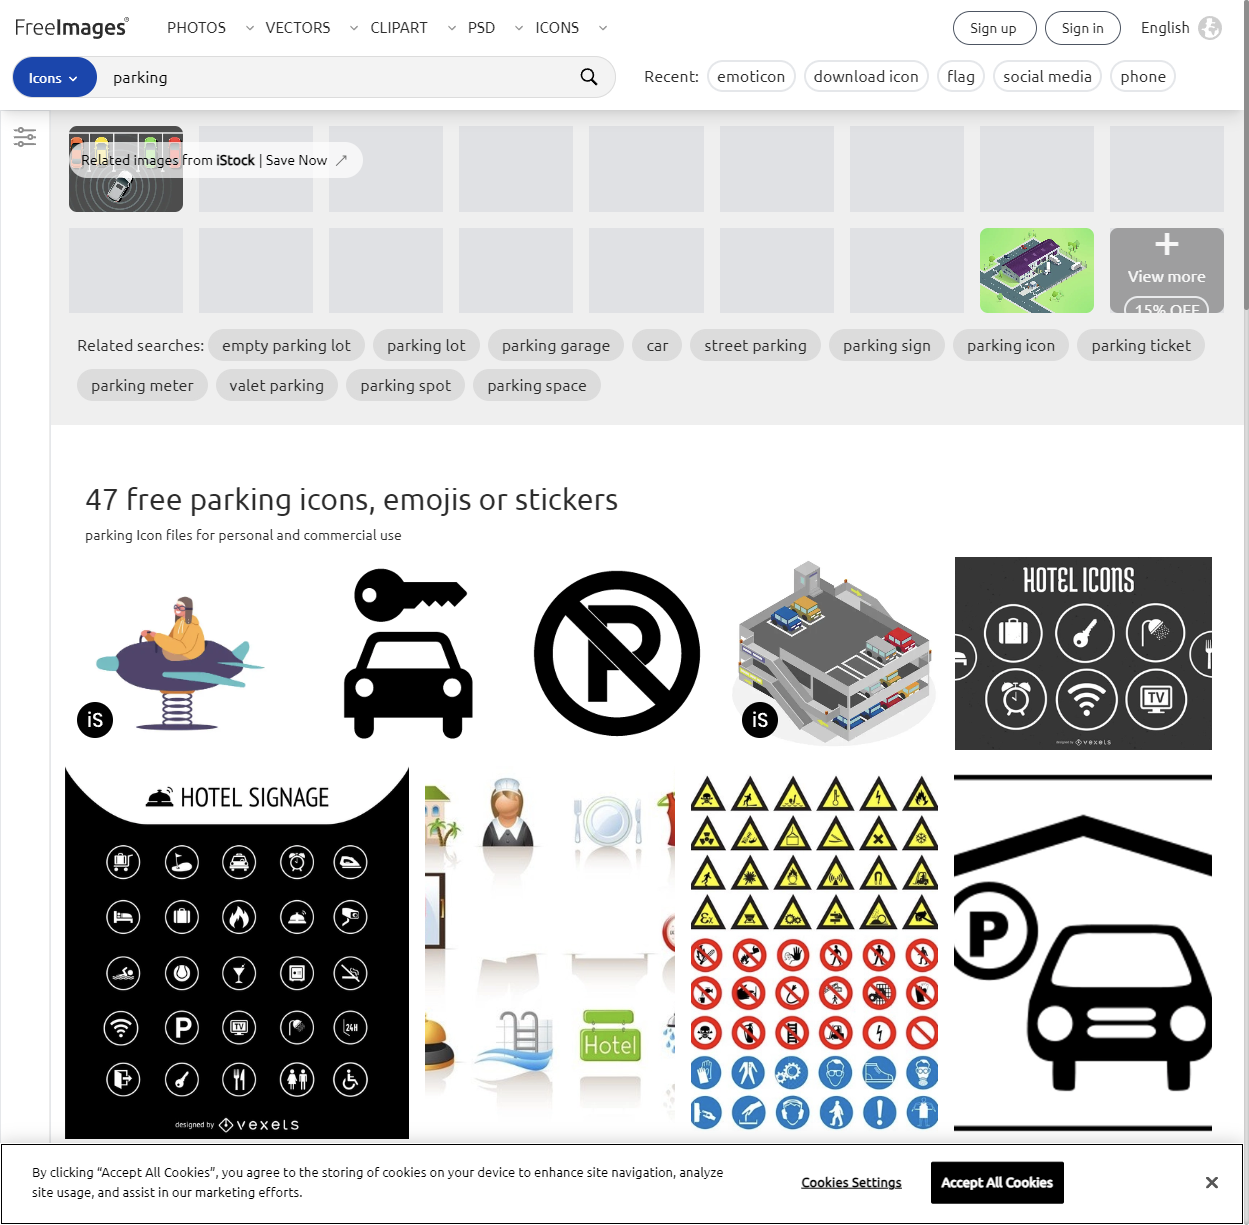 FreeImages®
PHOTOS VECTORS CLIPART PSD ICONS
Sign up Sign in English
Icons parking
Recent: emoticon download icon flag social media phone
Related images from iStock | Save Now ↗
+
View more
15% OFF
Related searches: empty parking lot parking lot parking garage car street parking parking sign parking icon parking ticket
parking meter valet parking parking spot parking space
47 free parking icons, emojis or stickers
parking Icon files for personal and commercial use
iS
P
iS
HOTEL ICONS
TV
designed by vexels
HOTEL SIGNAGE
P
TV
24H
designed by vexels
Hotel
Ex
P
By clicking “Accept All Cookies”, you agree to the storing of cookies on your device to enhance site navigation, analyze
site usage, and assist in our marketing efforts.
Cookies Settings Accept All Cookies